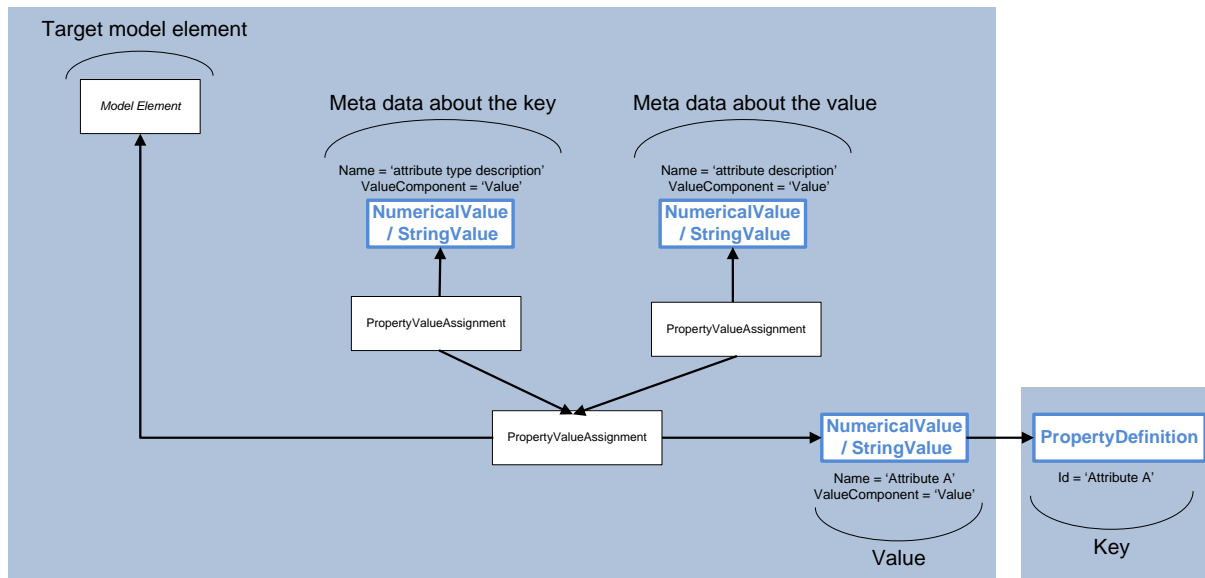 Target model element
Model Element
Meta data about the key
Meta data about the value
Name = ‘attribute type description’
ValueComponent = ‘Value’
Name = ‘attribute description’
ValueComponent = ‘Value’
NumericalValue
/ StringValue
NumericalValue
/ StringValue
PropertyValueAssignment
PropertyValueAssignment
PropertyValueAssignment
NumericalValue
/ StringValue
PropertyDefinition
Name = ‘Attribute A’
ValueComponent = ‘Value’
Id = ‘Attribute A’
Value
Key